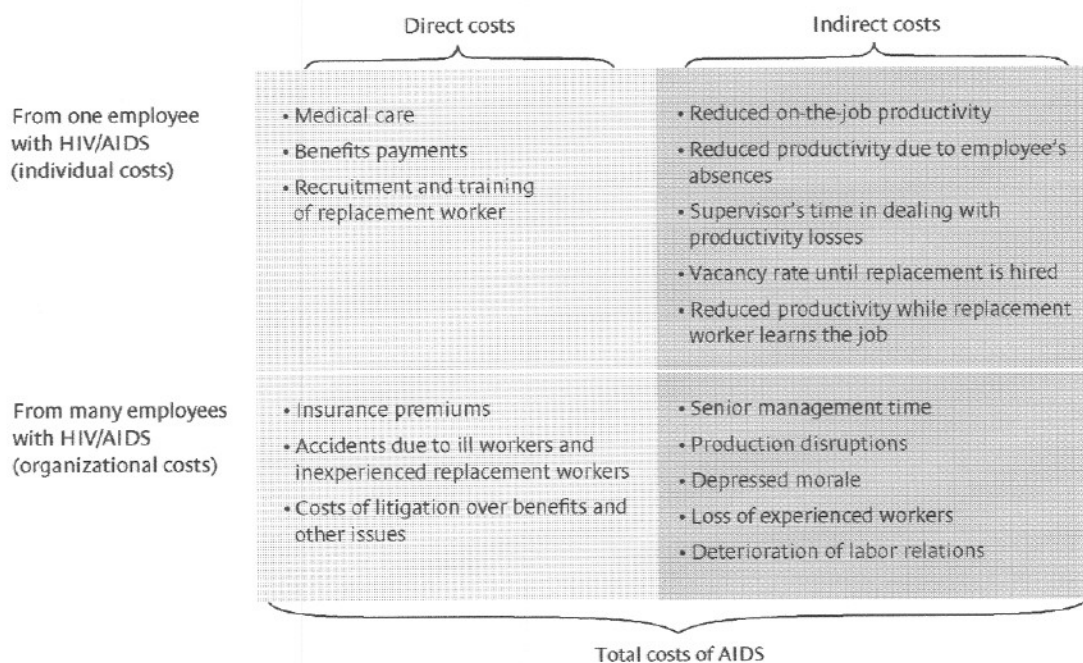 Direct costs
Indirect costs
From one employee
with HIV/AIDS
(individual costs)
• Medical care
• Benefits payments
• Recruitment and training
of replacement worker
• Reduced on-the-job productivity
• Reduced productivity due to employee's
absences
• Supervisor's time in dealing with
productivity losses
• Vacancy rate until replacement is hired
• Reduced productivity while replacement
worker learns the job
From many employees
with HIV/AIDS
(organizational costs)
• Insurance premiums
• Accidents due to ill workers and
inexperienced replacement workers
• Costs of litigation over benefits and
other issues
• Senior management time
• Production disruptions
• Depressed morale
• Loss of experienced workers
• Deterioration of labor relations
Total costs of AIDS